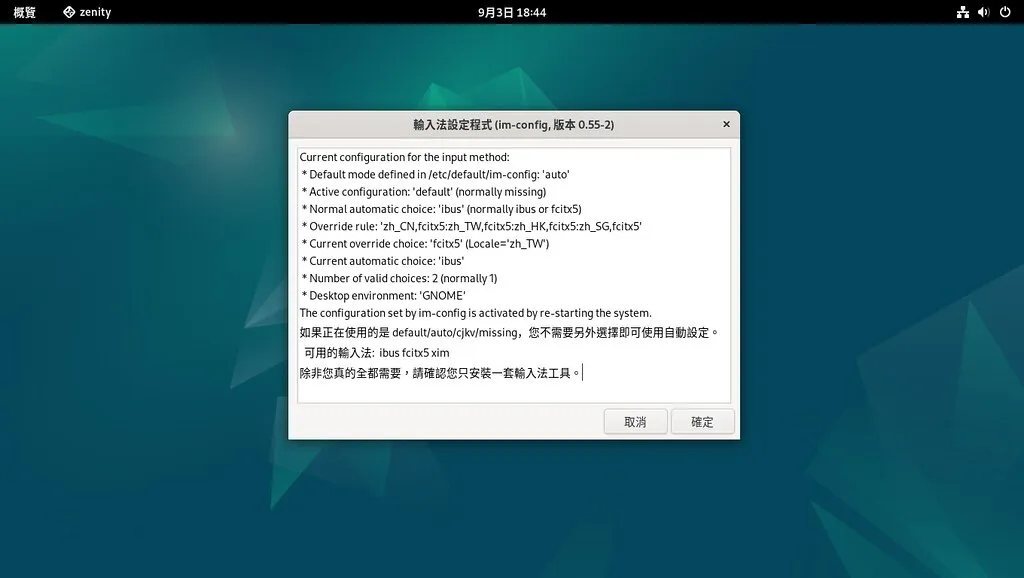 概覽
zenity
9月3日 18:44
輸入法設定程式 (im-config, 版本 0.55-2)
×
Current configuration for the input method:
* Default mode defined in /etc/default/im-config: 'auto'
* Active configuration: 'default' (normally missing)
* Normal automatic choice: 'ibus' (normally ibus or fcitx5)
* Override rule: 'zh_CN,fcitx5:zh_TW,fcitx5:zh_HK,fcitx5:zh_SG,fcitx5'
* Current override choice: 'fcitx5' (Locale='zh_TW')
* Current automatic choice: 'ibus'
* Number of valid choices: 2 (normally 1)
* Desktop environment: 'GNOME'
The configuration set by im-config is activated by re-starting the system.
如果正在使用的是 default/auto/cjkv/missing，您不需要另外選擇即可使用自動設定。
可用的輸入法: ibus fcitx5 xim
除非您真的全都需要，請確認您只安裝一套輸入法工具。
取消
確定